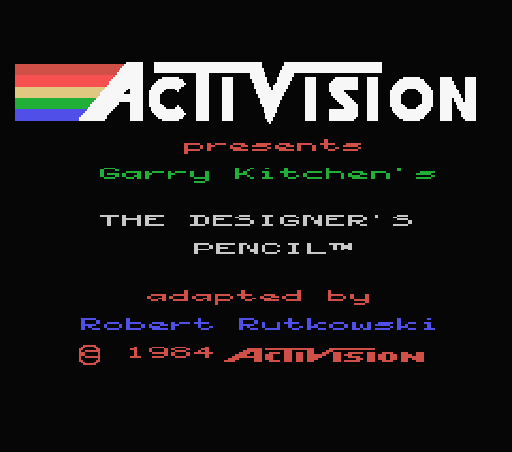 ACTIVISION
presents
Garry Kitchen's
THE DESIGNER'S
PENCIL™
adapted by
Robert Rutkowski
© 1984 ACTIVISION